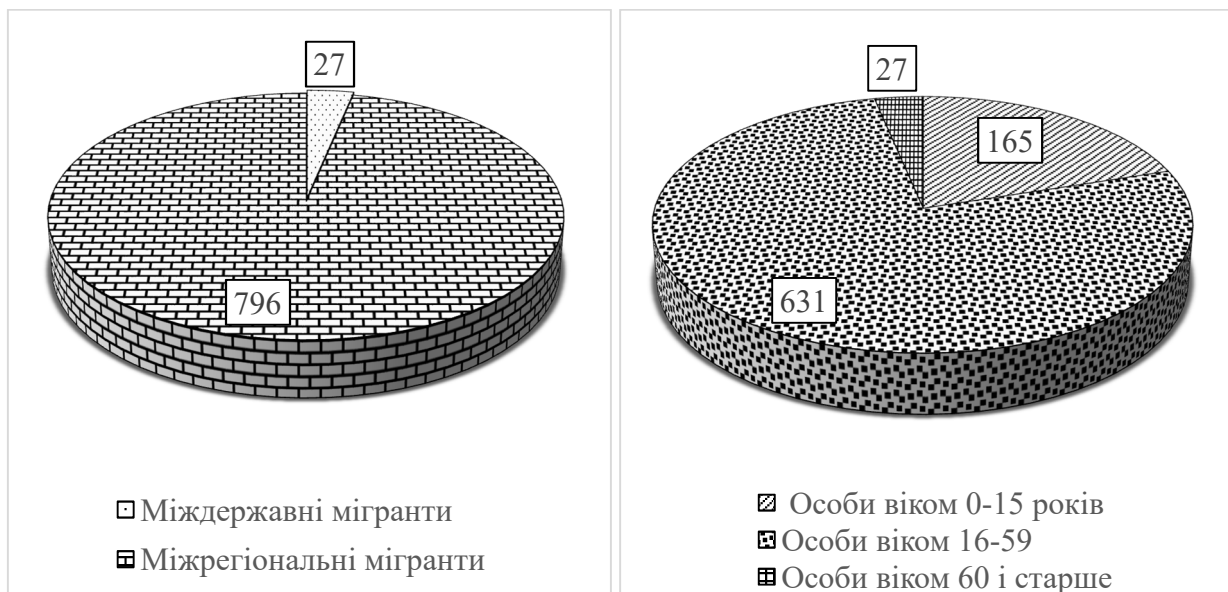 27
796
Міждержавні мігранти
Міжрегіональні мігранти
27
165
631
Особи віком 0-15 років
Особи віком 16-59
Особи віком 60 і старше